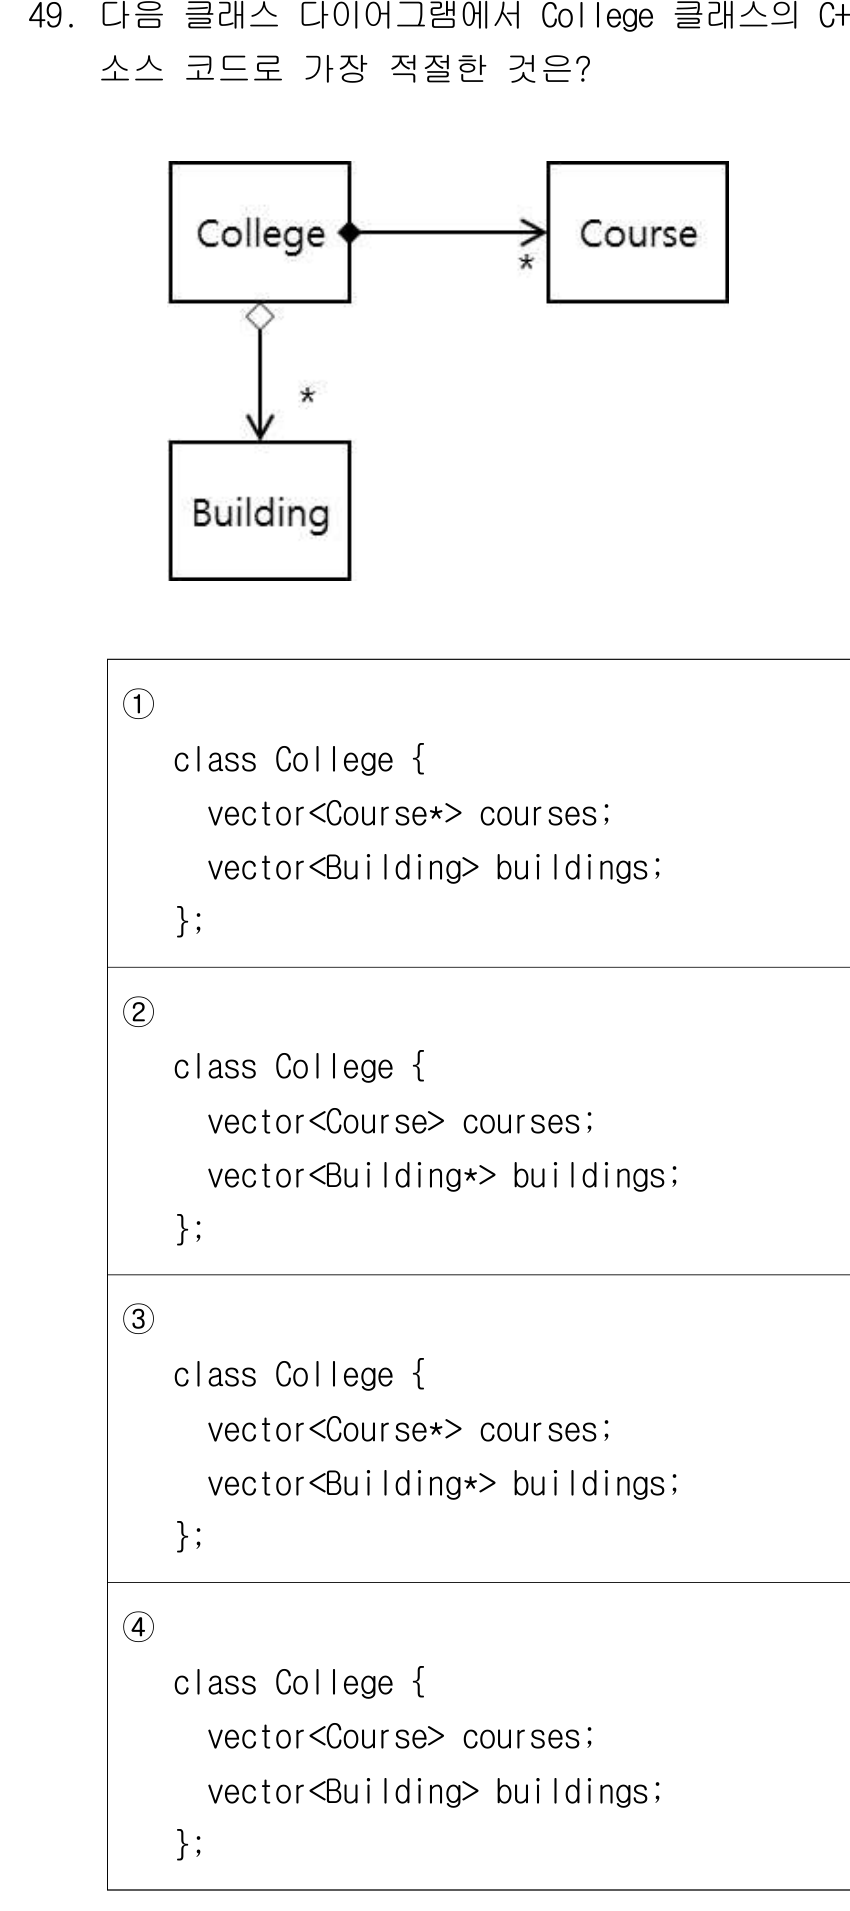 49. 다음 클래스 다이어그램에서 College 클래스의 C+
소스 코드로 가장 적절한 것은?
College
Course
*
*
Building
①
class College {
vector<Course*> courses;
vector<Building> buildings;
};
②
class College {
vector<Course> courses;
vector<Building*> buildings;
};
③
class College {
vector<Course*> courses;
vector<Building*> buildings;
};
④
class College {
vector<Course> courses;
vector<Building> buildings;
};